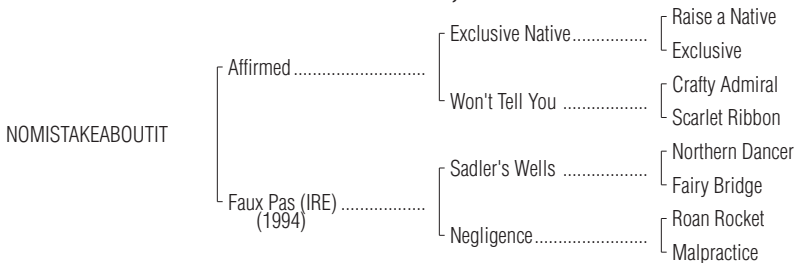 Raise a Native
Exclusive Native................
Exclusive
Affirmed............................
Crafty Admiral
Won't Tell You ..................
Scarlet Ribbon
NOMISTAKEABOUTIT
Northern Dancer
Sadler's Wells ..................
Fairy Bridge
Faux Pas (IRE) ..................
(1994)
Roan Rocket
Negligence........................
Malpractice